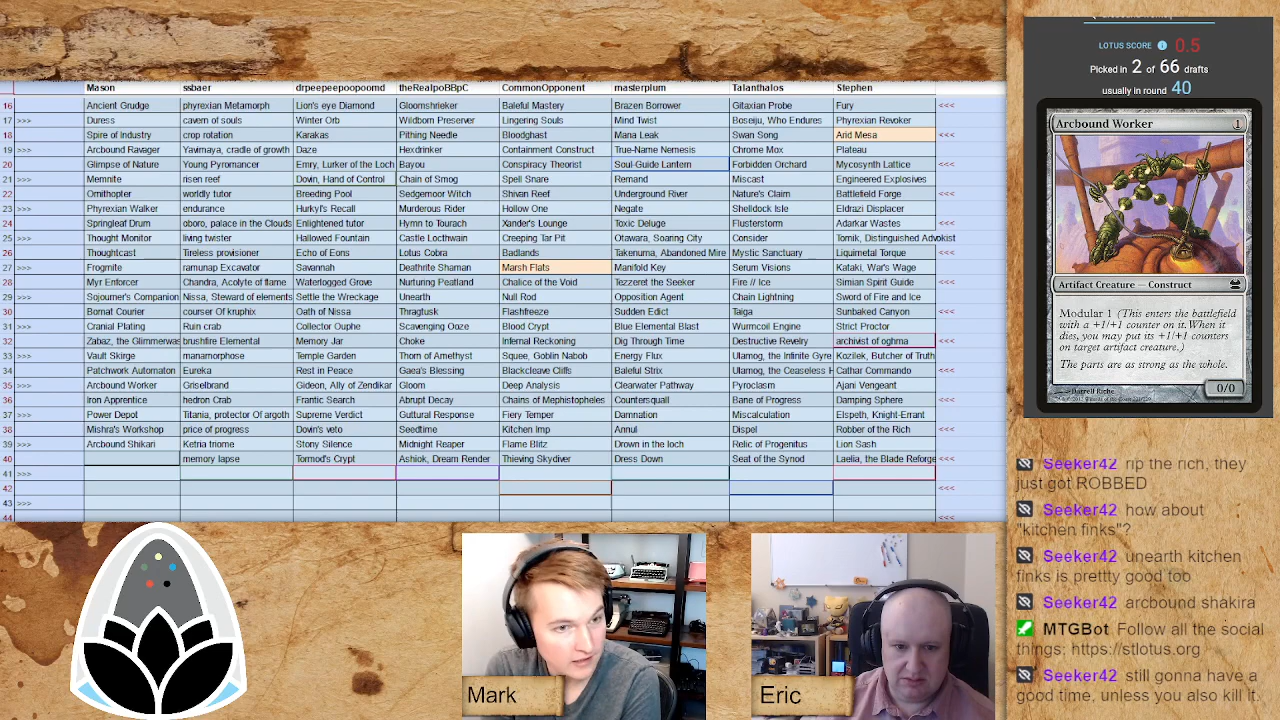 Mason ssbaer drpeepeepoopoomd theRealpoBBpC CommonOpponent masterplum Talanthalos Stephen
16 Ancient Grudge phyrexian Metamorph Lion's eye Diamond Gloomshrieker Baleful Mastery Brazen Borrower Gitaxian Probe Fury <<<
17 >>> Duress cavern of souls Winter Orb Wildborn Preserver Lingering Souls Mind Twist Boseiju, Who Endures Phyrexian Revoker
18 Spire of Industry crop rotation Karakas Pithing Needle Bloodghast Mana Leak Swan Song Arid Mesa <<<
19 >>> Arcbound Ravager Yavimaya, cradle of growth Daze Hexdrinker Containment Construct True-Name Nemesis Chrome Mox Plateau
20 Glimpse of Nature Young Pyromancer Emry, Lurker of the Loch Bayou Conspiracy Theorist Soul-Guide Lantern Forbidden Orchard Mycosynth Lattice <<<
21 >>> Memnite risen reef Dovin, Hand of Control Chain of Smog Spell Snare Remand Miscast Engineered Explosives
22 Ornithopter worldly tutor Breeding Pool Sedgemoor Witch Shivan Reef Underground River Nature's Claim Battlefield Forge <<<
23 >>> Phyrexian Walker endurance Hurkyl's Recall Murderous Rider Hollow One Negate Shelldock Isle Eldrazi Displacer
24 Springleaf Drum oboro, palace in the Clouds Enlightened tutor Hymn to Tourach Xander's Lounge Toxic Deluge Flusterstorm Adarkar Wastes <<<
25 >>> Thought Monitor living twister Hallowed Fountain Castle Locthwain Creeping Tar Pit Otawara, Soaring City Consider Tomik, Distinguished Advokist
26 Thoughtcast Tireless provisioner Echo of Eons Lotus Cobra Badlands Takenuma, Abandoned Mire Mystic Sanctuary Liquimetal Torque <<<
27 >>> Frogmite ramunap Excavator Savannah Deathrite Shaman Marsh Flats Manifold Key Serum Visions Kataki, War's Wage
28 Myr Enforcer Chandra, Acolyte of flame Waterlogged Grove Nurturing Peatland Chalice of the Void Tezzeret the Seeker Fire // Ice Simian Spirit Guide <<<
29 >>> Sojourner's Companion Nissa, Steward of elements Settle the Wreckage Unearth Null Rod Opposition Agent Chain Lightning Sword of Fire and Ice
30 Bomat Courier courser Of kruphix Oath of Nissa Thragtusk Flashfreeze Sudden Edict Taiga Sunbaked Canyon <<<
31 >>> Cranial Plating Ruin crab Collector Ouphe Scavenging Ooze Blood Crypt Blue Elemental Blast Wurmcoil Engine Strict Proctor
32 Zabaz, the Glimmerwas brushfire Elemental Memory Jar Choke Infernal Reckoning Dig Through Time Destructive Revelry archivist of oghma <<<
33 >>> Vault Skirge manamorphose Temple Garden Thorn of Amethyst Squee, Goblin Nabob Energy Flux Ulamog, the Infinite Gyre Kozilek, Butcher of Truth
34 Patchwork Automaton Eureka Rest in Peace Gaea's Blessing Blackcleave Cliffs Baleful Strix Ulamog, the Ceaseless H Cathar Commando <<<
35 >>> Arcbound Worker Griselbrand Gideon, Ally of Zendikar Gloom Deep Analysis Clearwater Pathway Pyroclasm Ajani Vengeant
36 Iron Apprentice hedron Crab Frantic Search Abrupt Decay Chains of Mephistopheles Countersquall Bane of Progress Damping Sphere <<<
37 >>> Power Depot Titania, protector Of argoth Supreme Verdict Guttural Response Fiery Temper Damnation Miscalculation Elspeth, Knight-Errant
38 Mishra's Workshop price of progress Dovin's veto Seedtime Kitchen Imp Annul Dispel Robber of the Rich <<<
39 >>> Arcbound Shikari Ketria triome Stony Silence Midnight Reaper Flame Blitz Drown in the loch Relic of Progenitus Lion Sash
40 memory lapse Tormod's Crypt Ashiok, Dream Render Thieving Skydiver Dress Down Seat of the Synod Laelia, the Blade Reforge <<<
41 >>>
42 <<<
43 >>>
44 <<<
LOTUS SCORE i 0.5
Picked in 2 of 66 drafts
usually in round 40
Arcbound Worker 1
Artifact Creature — Construct
Modular 1 (This enters the battlefield
with a +1/+1 counter on it. When it
dies, you may put its +1/+1 counters
on target artifact creature.)
The parts are as strong as the whole.
0/0
Seeker42 rip the rich, they
just got ROBBED
Seeker42 how about
"kitchen finks"?
Seeker42 unearth kitchen
finks is prettty good too
Seeker42 arcbound shakira
MTGBot Follow all the social
things; https://stlotus.org
Seeker42 still gonna have a
good time, unless you also kill it.
Mark
Eric